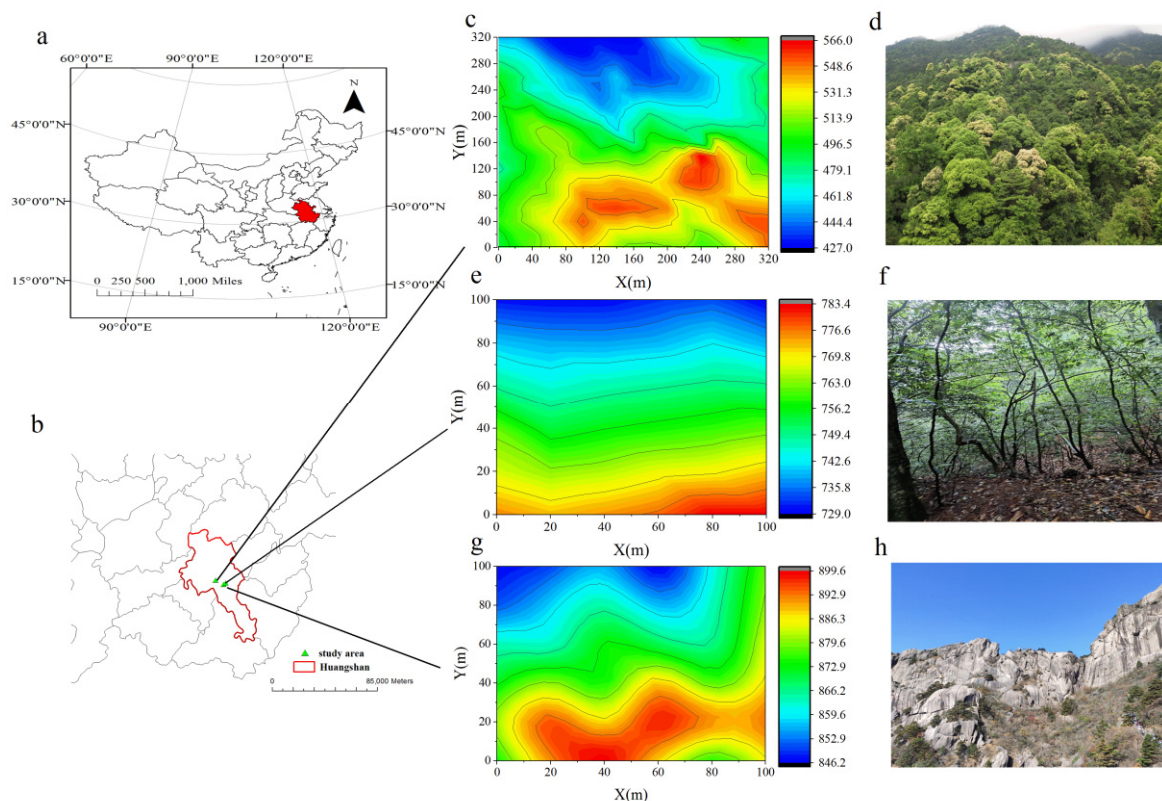 a
60°0'0"E
90°0'0"E
120°0'0"E
N
45°0'0"N
45°0'0"N
30°0'0"N
30°0'0"N
15°0'0"N
15°0'0"N
0 250 500 1,000 Miles
90°0'0"E
120°0'0"E
b
study area
Huangshan
0 85,000 Meters
c
Y(m)
320
280
240
200
160
120
80
40
0
0 40 80 120 160 200 240 280 320
X(m)
566.0
548.6
531.3
513.9
496.5
479.1
461.8
444.4
427.0
d
e
Y(m)
100
80
60
40
20
0
0 20 40 60 80 100
X(m)
783.4
776.6
769.8
763.0
756.2
749.4
742.6
735.8
729.0
f
g
Y(m)
100
80
60
40
20
0
0 20 40 60 80 100
X(m)
899.6
892.9
886.3
879.6
872.9
866.2
859.6
852.9
846.2
h